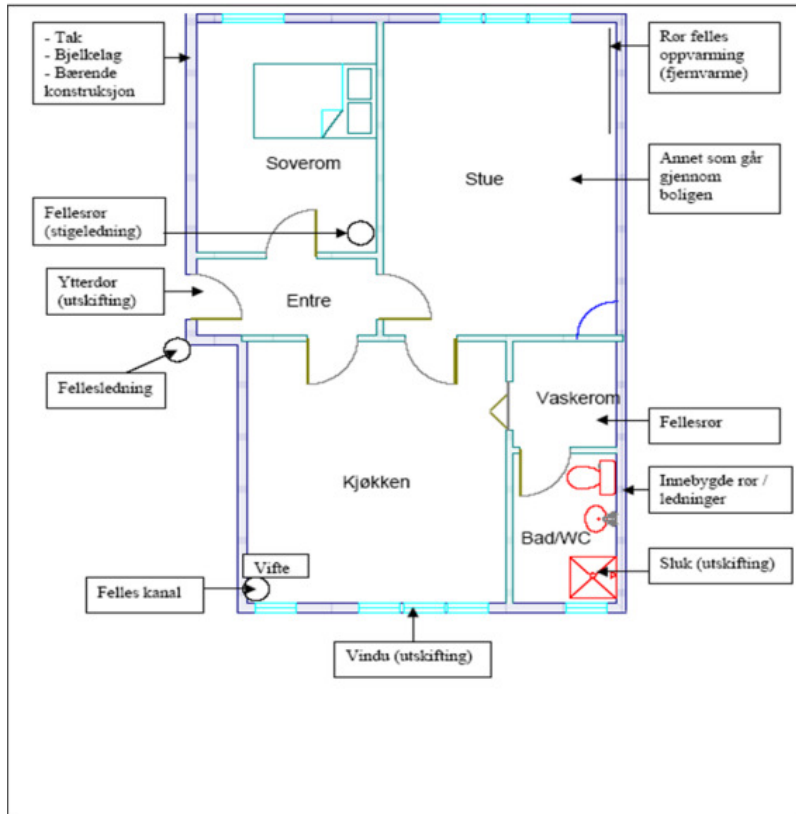 - Tak
- Bjelkelag
- Bærende
konstruksjon
Rør felles
oppvarming
(fjernvarme)
Soverom
Stue
Annet som går
gjennom
boligen
Fellesrør
(stigeledning)
Ytterdør
(utskifting)
Entre
Fellesledning
Vaskerom
Fellesrør
Kjøkken
Innebygde rør /
ledninger
Bad/WC
Vifte
Sluk (utskifting)
Felles kanal
Vindu (utskifting)